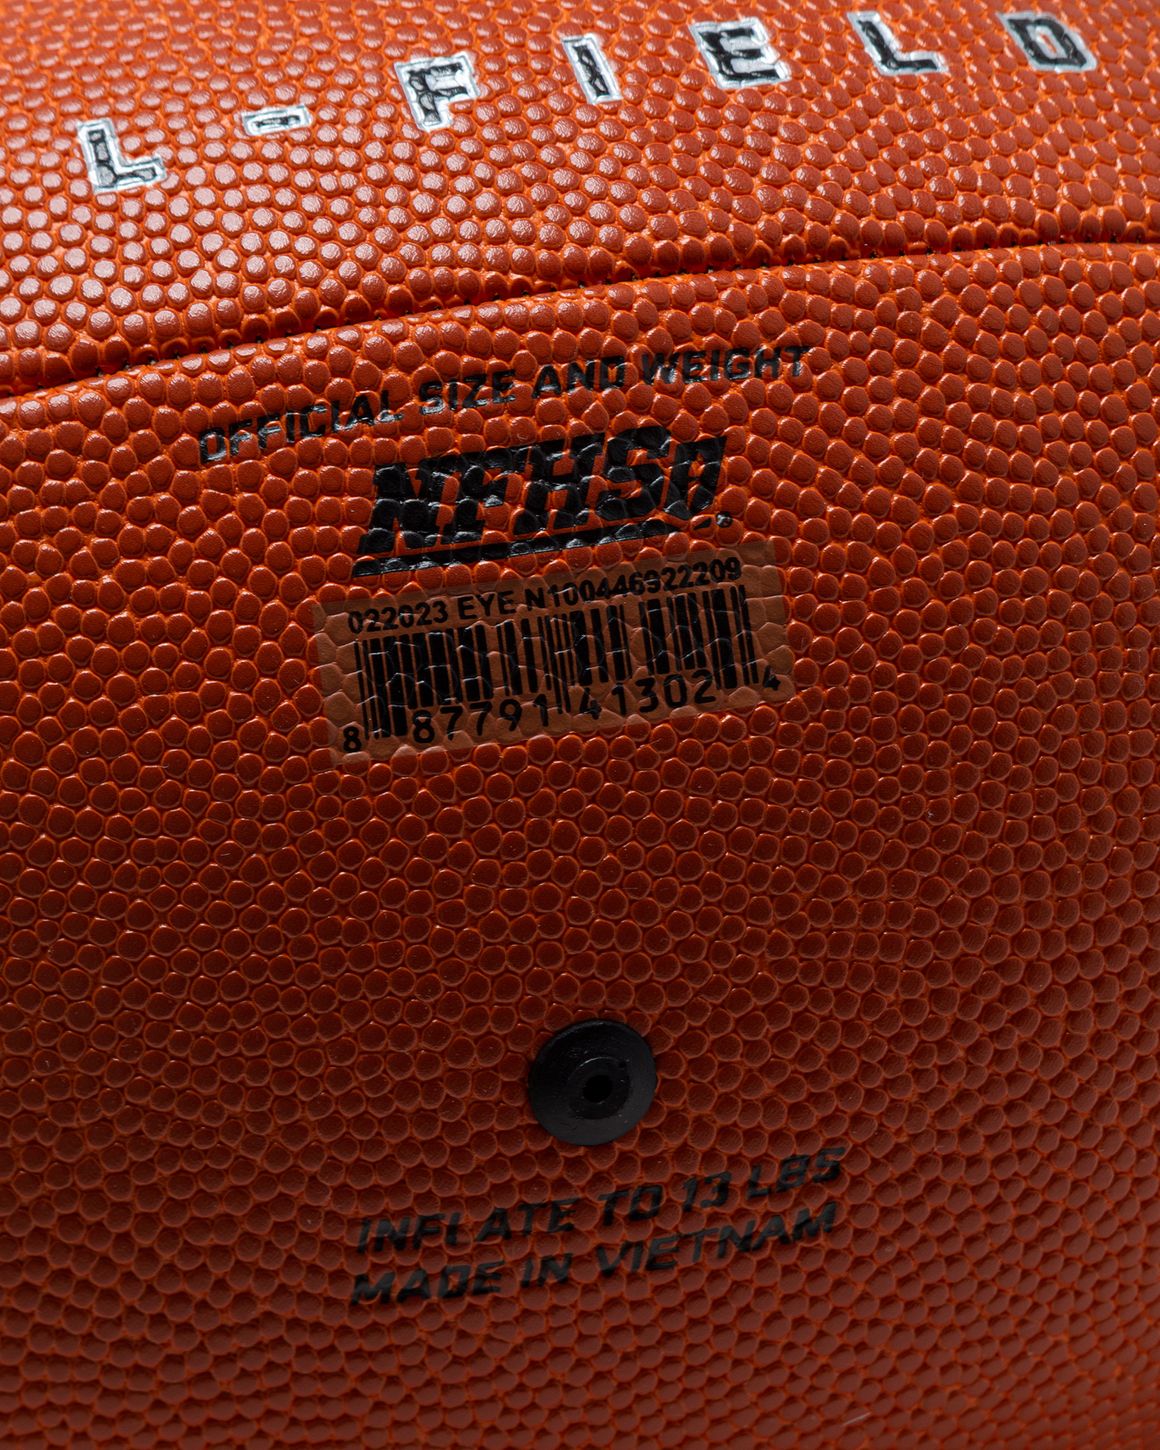 L-FIELD
OFFICIAL SIZE AND WEIGHT
NFHS
022023 EYE N100446922209
8 87791 41302 4
INFLATE TO 13 LBS
MADE IN VIETNAM